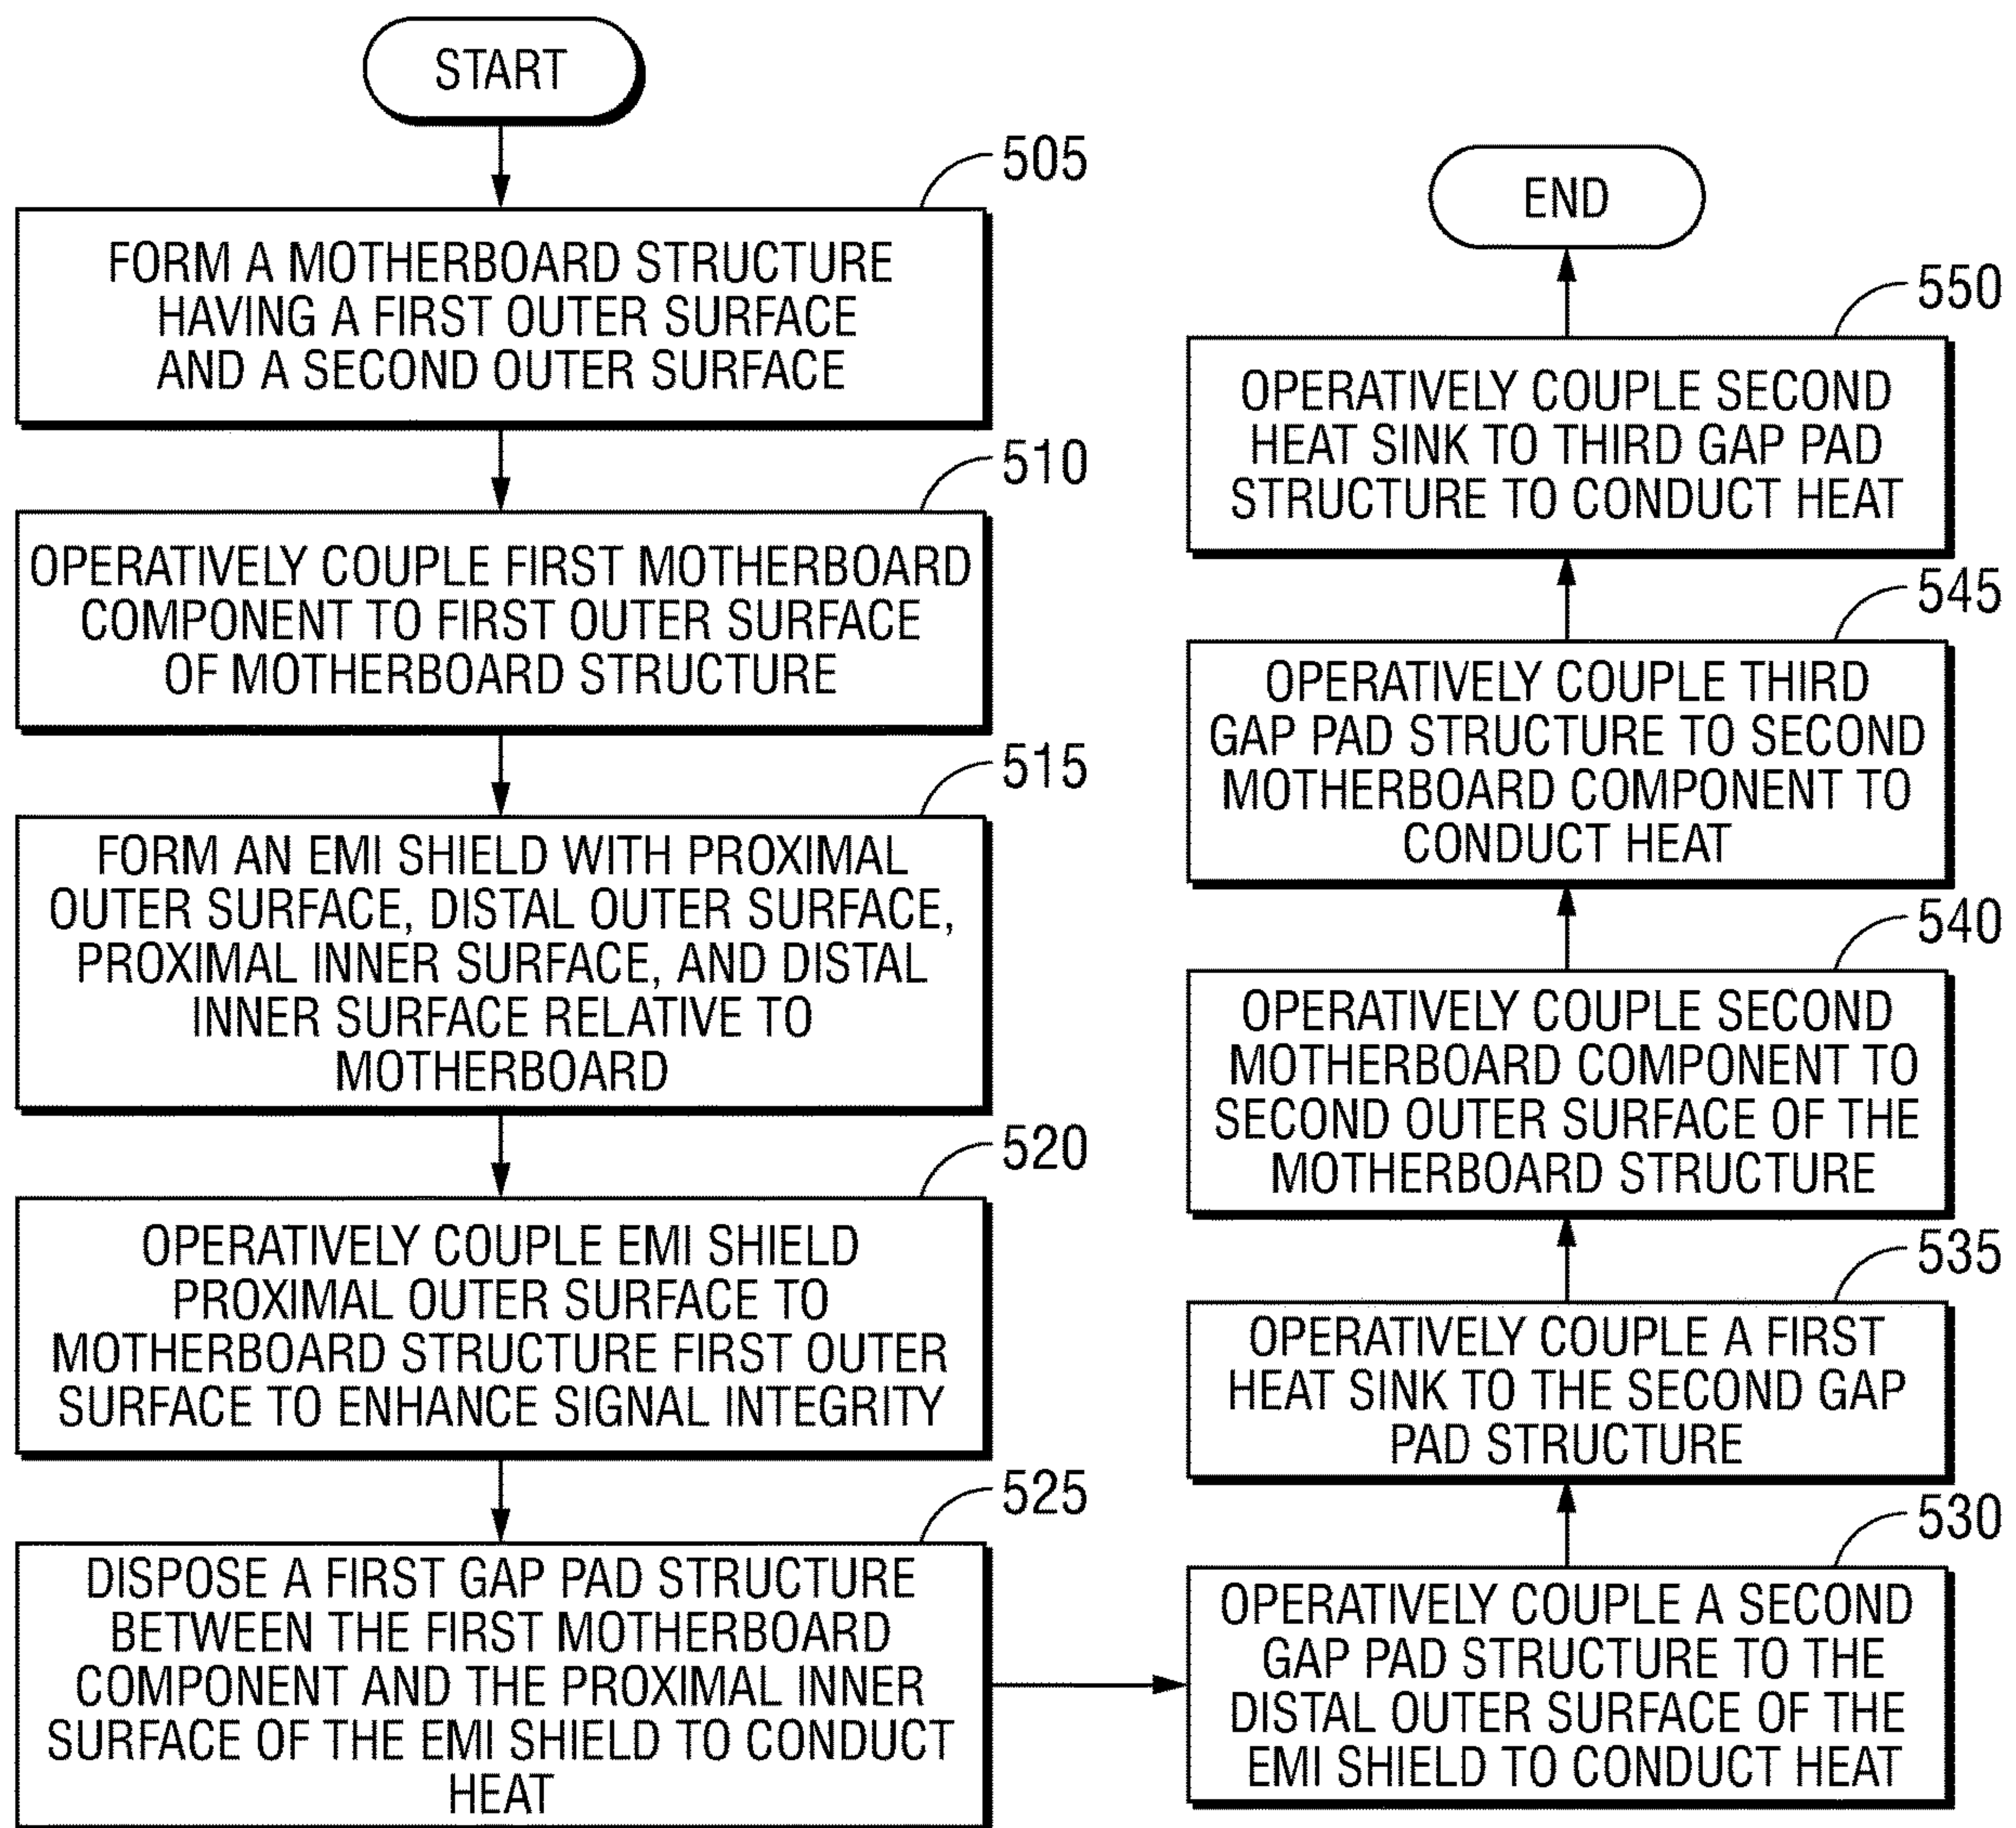 START
505
FORM A MOTHERBOARD STRUCTURE
HAVING A FIRST OUTER SURFACE
AND A SECOND OUTER SURFACE
510
OPERATIVELY COUPLE FIRST MOTHERBOARD
COMPONENT TO FIRST OUTER SURFACE
OF MOTHERBOARD STRUCTURE
515
FORM AN EMI SHIELD WITH PROXIMAL
OUTER SURFACE, DISTAL OUTER SURFACE,
PROXIMAL INNER SURFACE, AND DISTAL
INNER SURFACE RELATIVE TO
MOTHERBOARD
520
OPERATIVELY COUPLE EMI SHIELD
PROXIMAL OUTER SURFACE TO
MOTHERBOARD STRUCTURE FIRST OUTER
SURFACE TO ENHANCE SIGNAL INTEGRITY
525
DISPOSE A FIRST GAP PAD STRUCTURE
BETWEEN THE FIRST MOTHERBOARD
COMPONENT AND THE PROXIMAL INNER
SURFACE OF THE EMI SHIELD TO CONDUCT
HEAT
530
OPERATIVELY COUPLE A SECOND
GAP PAD STRUCTURE TO THE
DISTAL OUTER SURFACE OF THE
EMI SHIELD TO CONDUCT HEAT
535
OPERATIVELY COUPLE A FIRST
HEAT SINK TO THE SECOND GAP
PAD STRUCTURE
540
OPERATIVELY COUPLE SECOND
MOTHERBOARD COMPONENT TO
SECOND OUTER SURFACE OF THE
MOTHERBOARD STRUCTURE
545
OPERATIVELY COUPLE THIRD
GAP PAD STRUCTURE TO SECOND
MOTHERBOARD COMPONENT TO
CONDUCT HEAT
550
OPERATIVELY COUPLE SECOND
HEAT SINK TO THIRD GAP PAD
STRUCTURE TO CONDUCT HEAT
END